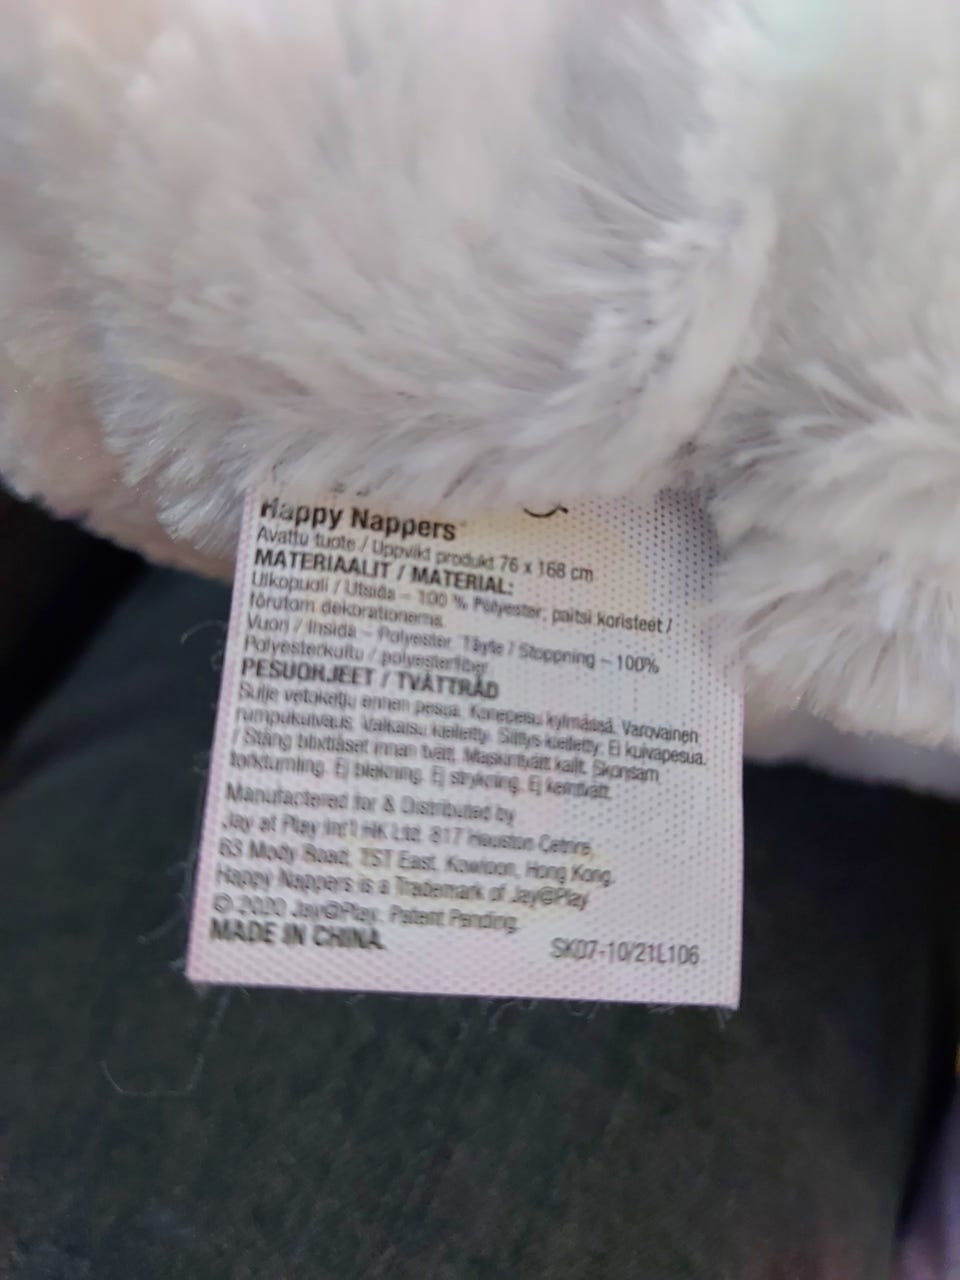 Happy Nappers
Avattu tuote / Uppvikt produkt 76 x 168 cm
MATERIAALIT / MATERIAL:
Ulkopuoli / Utsida – 100 % Polyester, paitsi koristeet /
förutom dekorationerna.
Vuori / Insida – Polyester. Täyte / Stoppning – 100%
Polyesterkuitu / polyesterfiber.
PESUOHJEET / TVÄTTRÅD
Sulje vetoketju ennen pesua. Konepesu kylmässä. Varovainen
rumpukuivaus. Valkaisu kielletty. Silitys kielletty. Ei kuivapesua.
/ Stäng blixtlåset innan tvätt. Maskintvätt kallt. Skonsam
torktumling. Ej blekning. Ej strykning. Ej kemtvätt.
Manufactured for & Distributed by
Jay at Play Int'l HK Ltd. 817 Houston Cetnre,
63 Mody Road, TST East, Kowloon, Hong Kong.
Happy Nappers is a Trademark of Jay@Play
© 2020 Jay@Play. Patent Pending.
MADE IN CHINA.
SK07-10/21L106